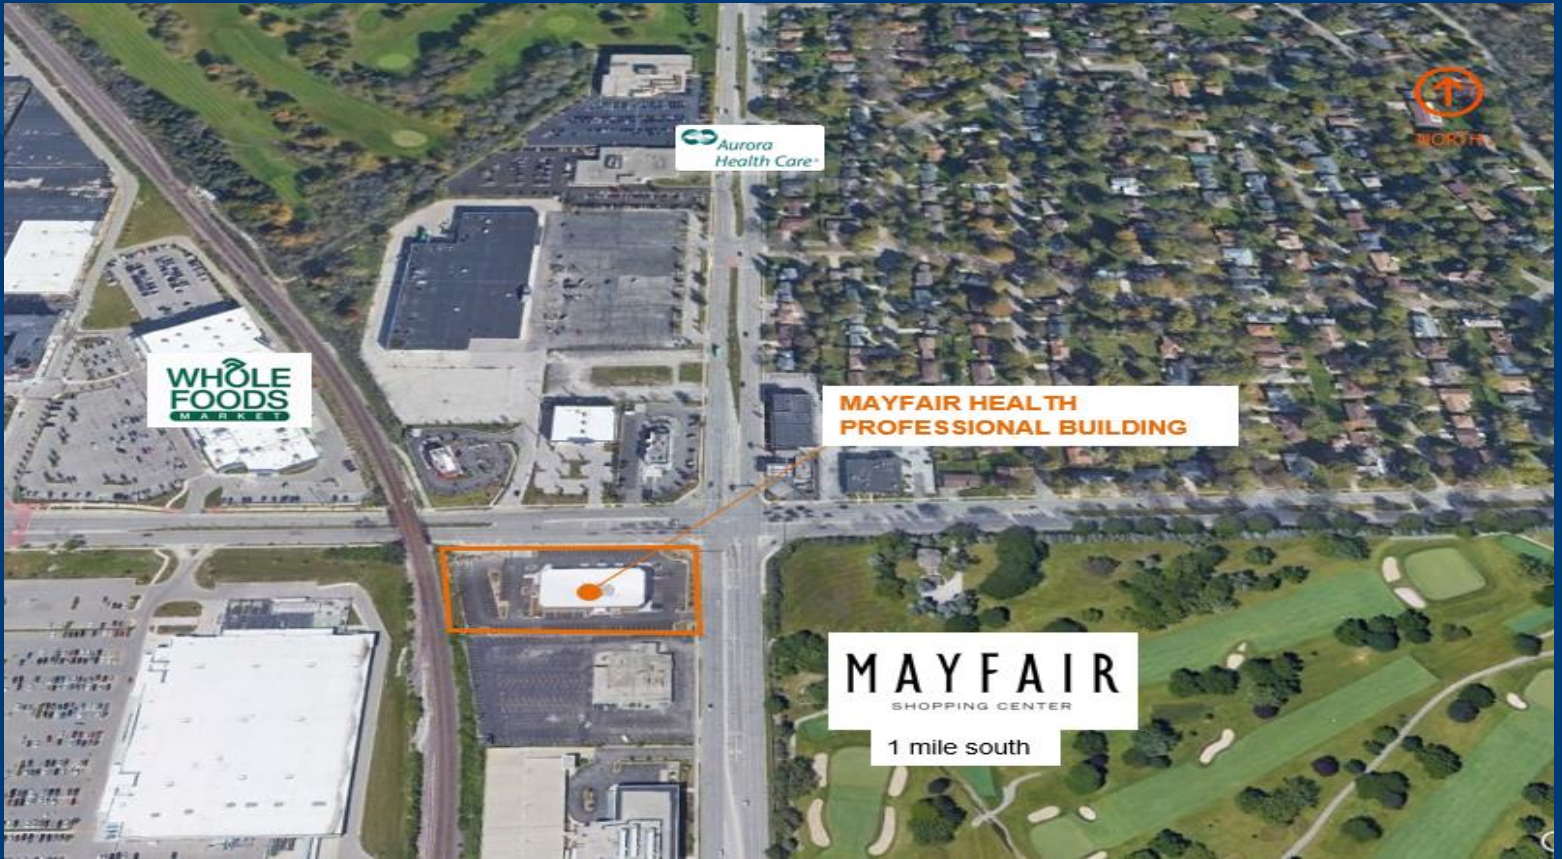 NORTH
Aurora
Health Care
WHOLE
FOODS
MARKET
MAYFAIR HEALTH
PROFESSIONAL BUILDING
MAYFAIR
SHOPPING CENTER
1 mile south